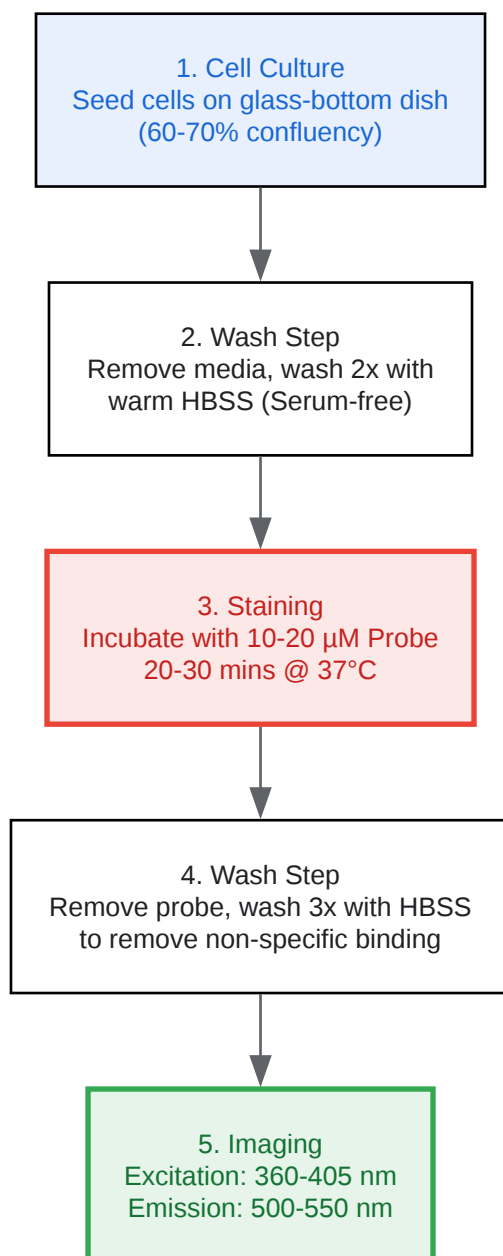 1. Cell Culture
Seed cells on glass-bottom dish
(60-70% confluency)
2. Wash Step
Remove media, wash 2x with
warm HBSS (Serum-free)
3. Staining
Incubate with 10-20 µM Probe
20-30 mins @ 37°C
4. Wash Step
Remove probe, wash 3x with HBSS
to remove non-specific binding
5. Imaging
Excitation: 360-405 nm
Emission: 500-550 nm